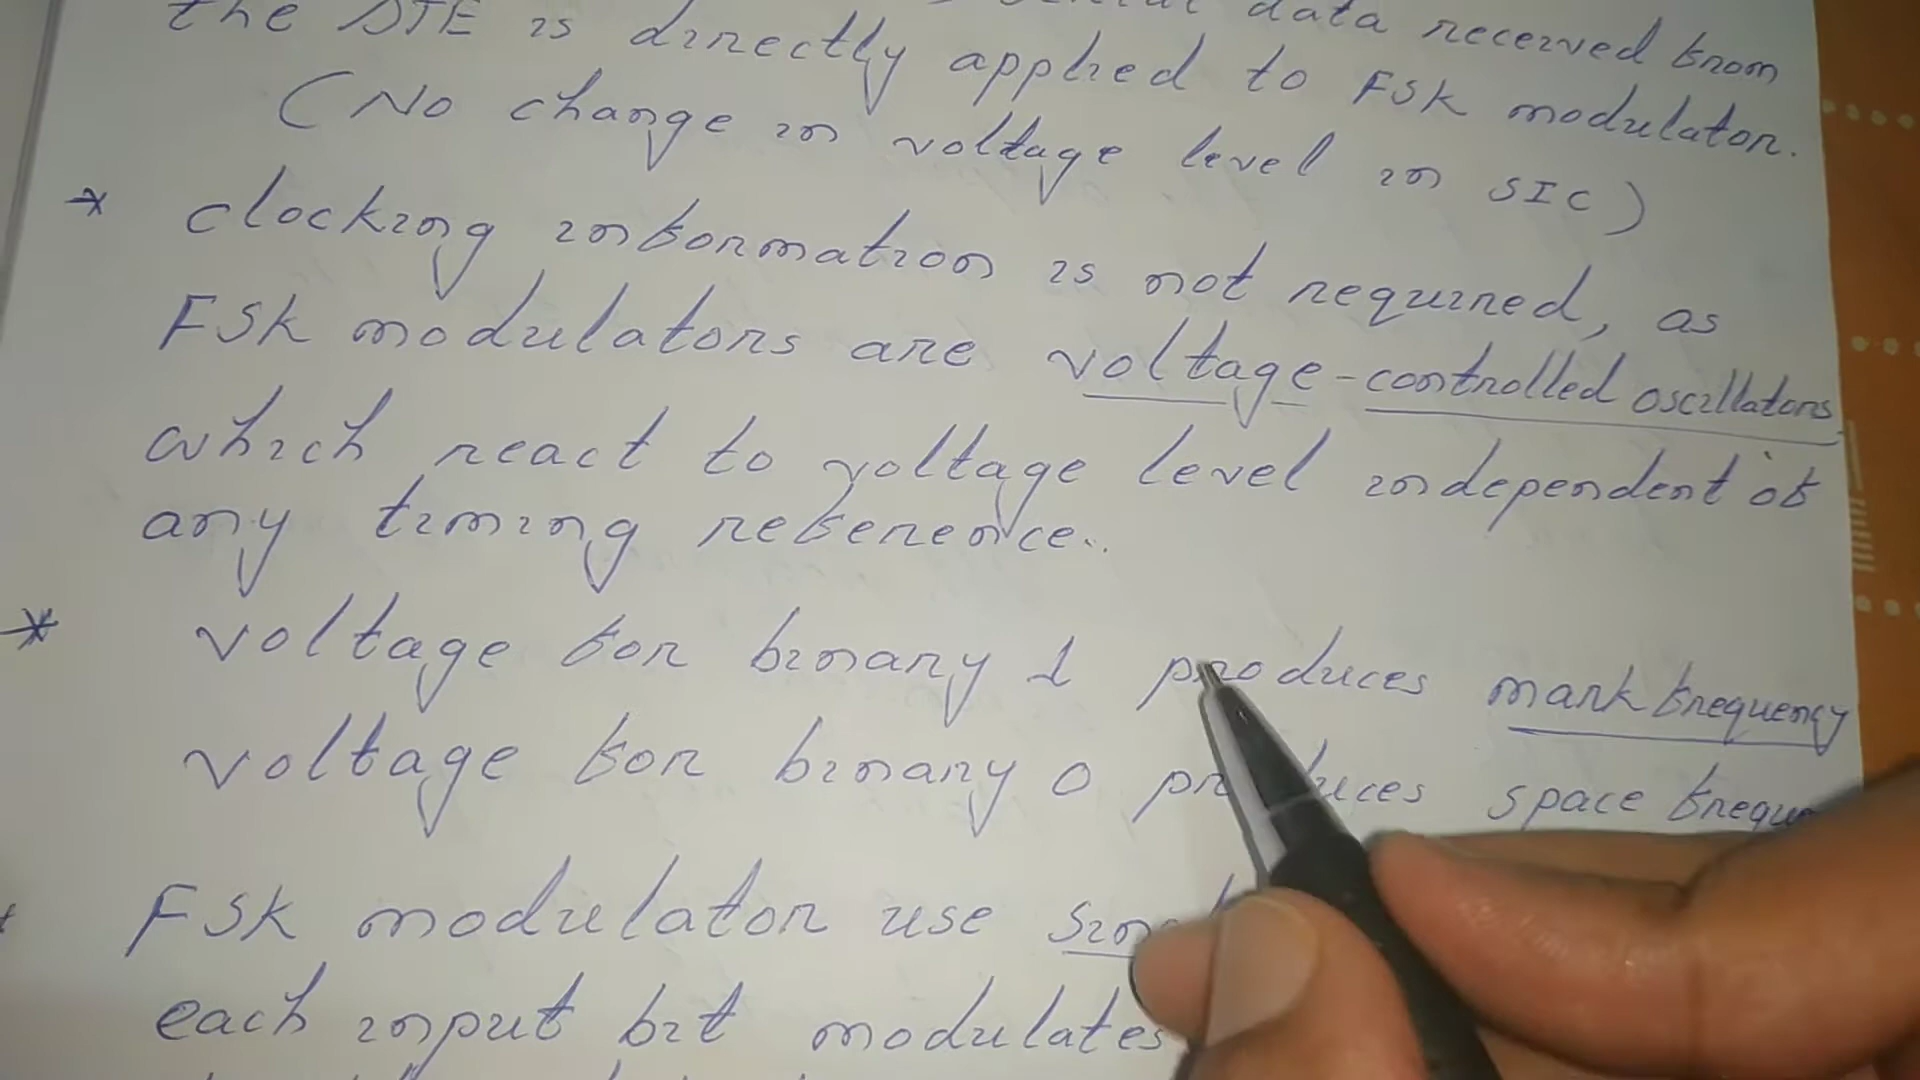 the DTE is directly applied to FSK modulator.
data received from
(No change in voltage level in SIC)
* clocking information is not required, as
FSK modulators are voltage-controlled oscillators
which react to voltage level independent of
any timing reference.
* voltage for binary 1 produces mark frequency
voltage for binary 0 produces space
FSK modulator use
each input bit modulates